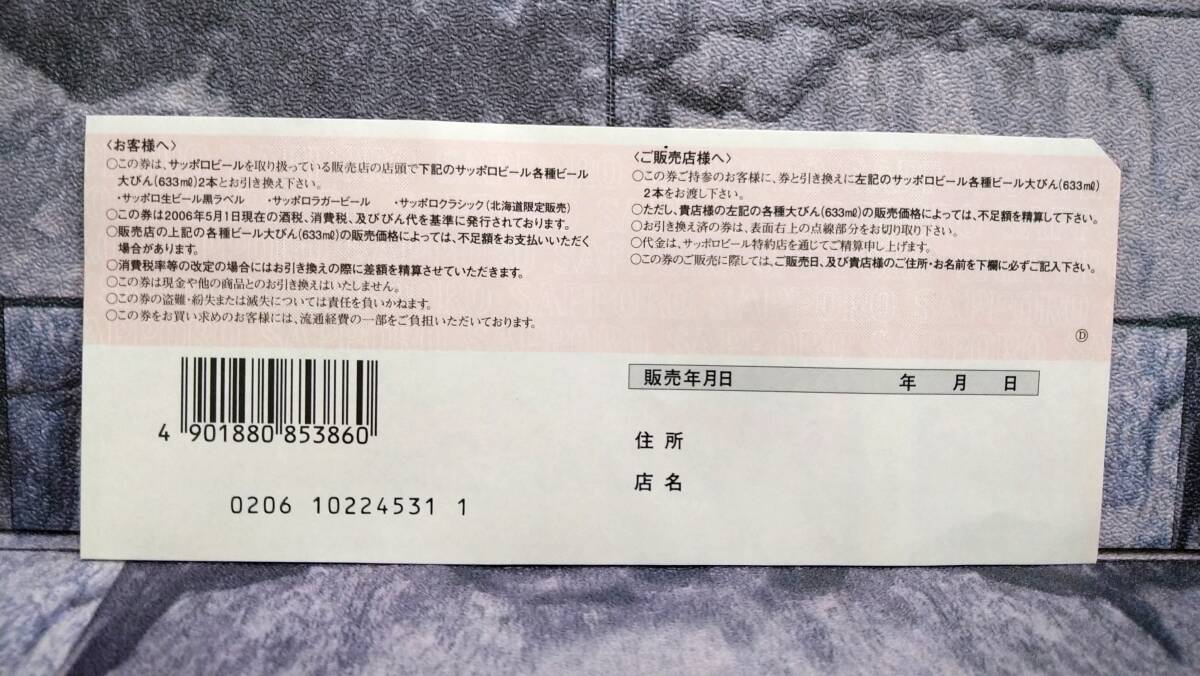 〈お客様へ〉
○この券は、サッポロビールを取り扱っている販売店の店頭で下記のサッポロビール各種ビール
大びん(633㎖)2本とお引き換え下さい。
・サッポロ生ビール黒ラベル ・サッポロラガービール ・サッポロクラシック(北海道限定販売)
○この券は2006年5月1日現在の酒税、消費税、及びびん代を基準に発行されております。
○販売店の上記の各種ビール大びん(633㎖)の販売価格によっては、不足額をお支払いいただく
場合があります。
○消費税率等の改定の場合にはお引き換えの際に差額を精算させていただきます。
○この券は現金や他の商品とのお引き換えはいたしません。
○この券の盗難・紛失または滅失については責任を負いかねます。
○この券をお買い求めのお客様には、流通経費の一部をご負担いただいております。
〈ご販売店様へ〉
○この券ご持参のお客様に、券と引き換えに左記のサッポロビール各種ビール大びん(633㎖)
2本をお渡し下さい。
○ただし、貴店様の左記の各種大びん(633㎖)の販売価格によっては、不足額を精算して下さい。
○お引き換え済の券は、表面右上の点線部分をお切り取り下さい。
○代金は、サッポロビール特約店を通じてご精算申し上げます。
○この券のご販売に際しては、ご販売日、及び貴店様のご住所・お名前を下欄に必ずご記入下さい。
Ⓓ
4 901880 853860
0206 10224531 1
販売年月日 年 月 日
住所
店名